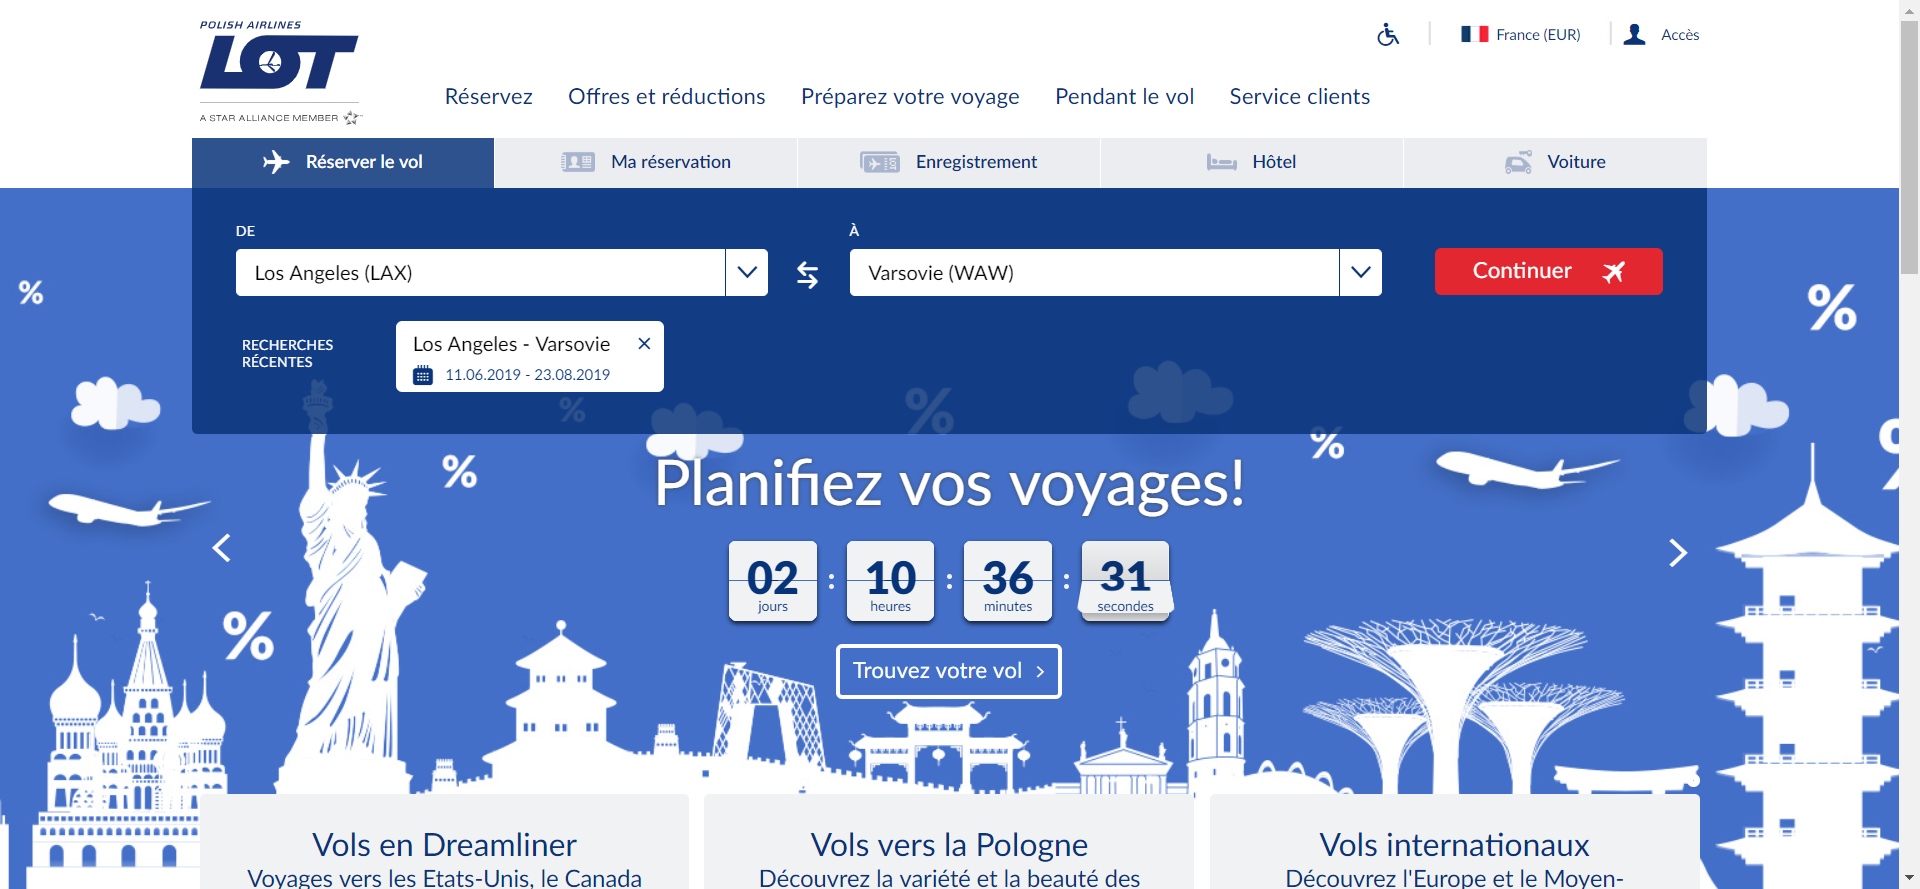 POLISH AIRLINES
LOT
A STAR ALLIANCE MEMBER
France (EUR)
Accès
Réservez
Offres et réductions
Préparez votre voyage
Pendant le vol
Service clients
Réserver le vol
Ma réservation
Enregistrement
Hôtel
Voiture
DE
À
Los Angeles (LAX)
Varsovie (WAW)
Continuer
RECHERCHES
RÉCENTES
Los Angeles - Varsovie
11.06.2019 - 23.08.2019
Planifiez vos voyages!
02 : 10 : 36 : 31
jours heures minutes secondes
Trouvez votre vol
Vols en Dreamliner
Voyages vers les Etats-Unis, le Canada
Vols vers la Pologne
Découvrez la variété et la beauté des
Vols internationaux
Découvrez l'Europe et le Moyen-